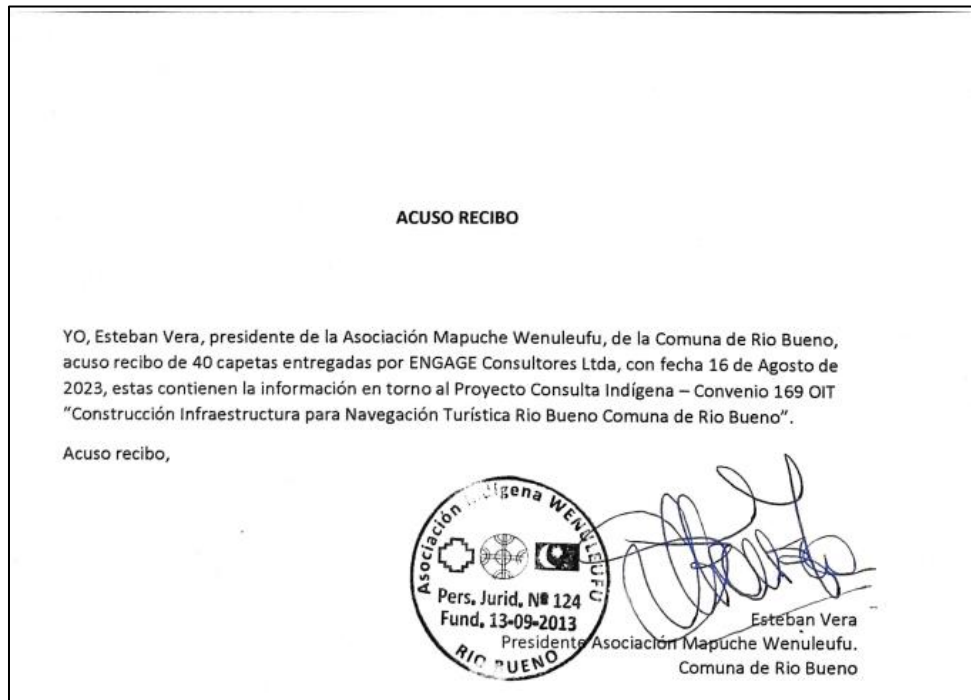 ACUSO RECIBO
YO, Esteban Vera, presidente de la Asociación Mapuche Wenuleufu, de la Comuna de Rio Bueno,
acuso recibo de 40 capetas entregadas por ENGAGE Consultores Ltda, con fecha 16 de Agosto de
2023, estas contienen la información en torno al Proyecto Consulta Indígena – Convenio 169 OIT
“Construcción Infraestructura para Navegación Turística Rio Bueno Comuna de Rio Bueno”.
Acuso recibo,
Asociación Indígena WENULEUFU
Pers. Jurid. Nº 124
Fund. 13-09-2013
RIO BUENO
Esteban Vera
Presidente Asociación Mapuche Wenuleufu.
Comuna de Rio Bueno